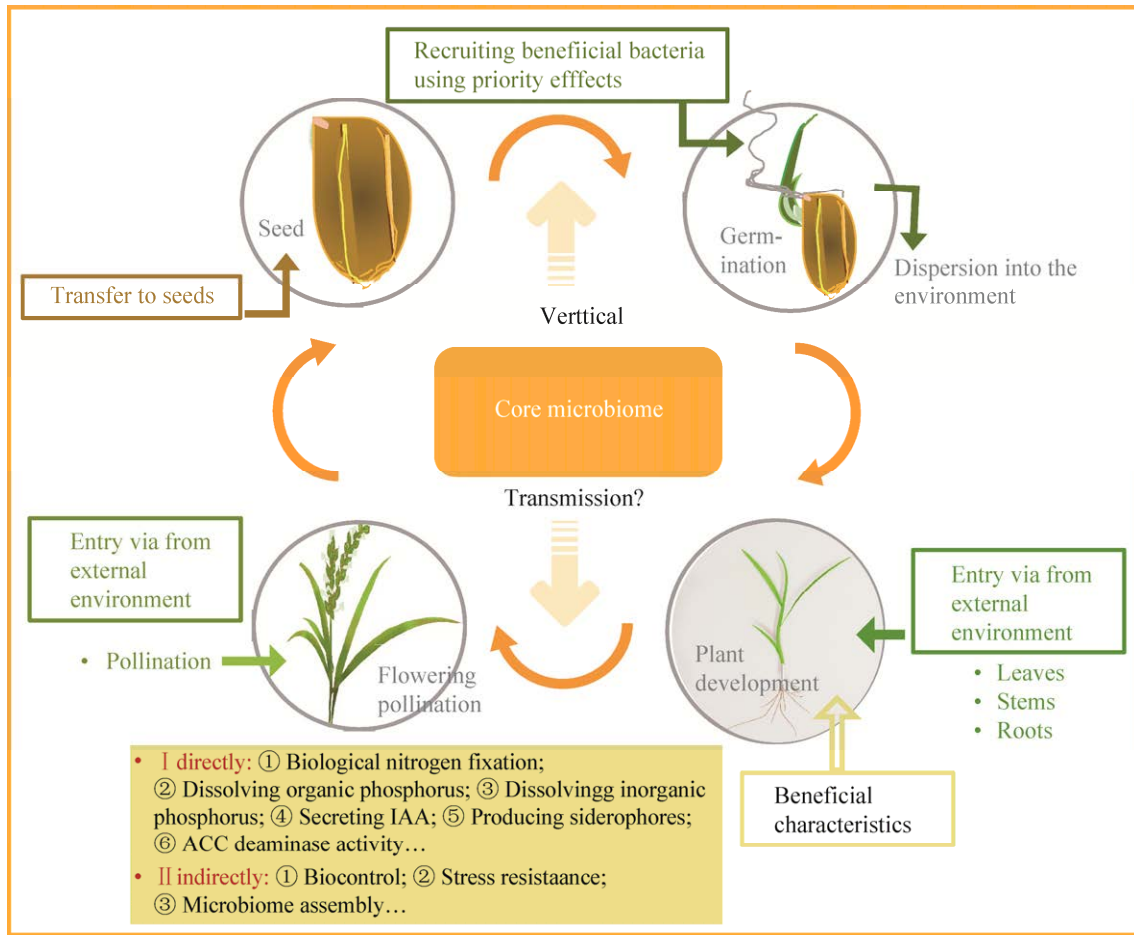 Recruiting benefiicial bacteria
using priority efffects
Seed
Germ-
ination
Transfer to seeds
Dispersion into the
environment
Verttical
Core microbiome
Transmission?
Entry via from
external
environment
• Pollination
Flowering
pollination
Plant
development
Entry via from
external
environment
• Leaves
• Stems
• Roots
• Ⅰ directly: ① Biological nitrogen fixation;
② Dissolving organic phosphorus; ③ Dissolvingg inorganic
phosphorus; ④ Secreting IAA; ⑤ Producing siderophores;
⑥ ACC deaminase activity…
• Ⅱ indirectly: ① Biocontrol; ② Stress resistaance;
③ Microbiome assembly…
Beneficial
characteristics